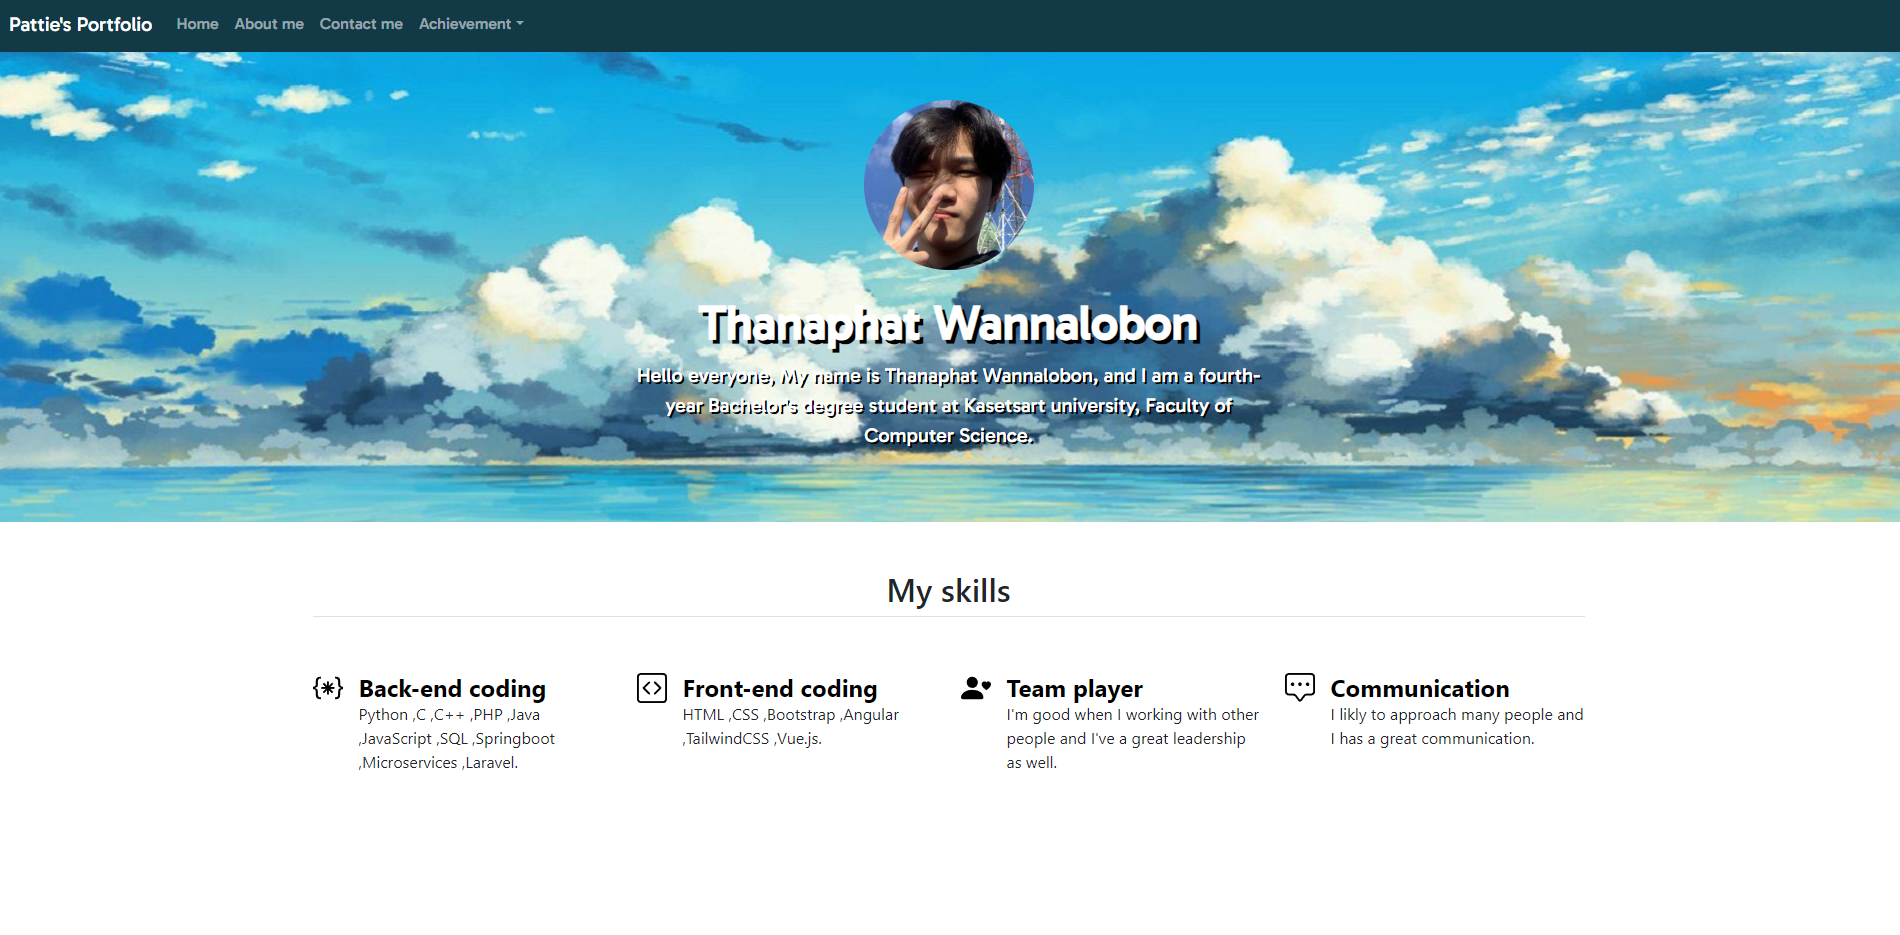 Pattie's Portfolio Home About me Contact me Achievement
Thanaphat Wannalobon
Hello everyone, My name is Thanaphat Wannalobon, and I am a fourth-
year Bachelor's degree student at Kasetsart university, Faculty of
Computer Science.
My skills
Back-end coding
Python ,C ,C++ ,PHP ,Java
,JavaScript ,SQL ,Springboot
,Microservices ,Laravel.
Front-end coding
HTML ,CSS ,Bootstrap ,Angular
,TailwindCSS ,Vue.js.
Team player
I'm good when I working with other
people and I've a great leadership
as well.
Communication
I likly to approach many people and
I has a great communication.